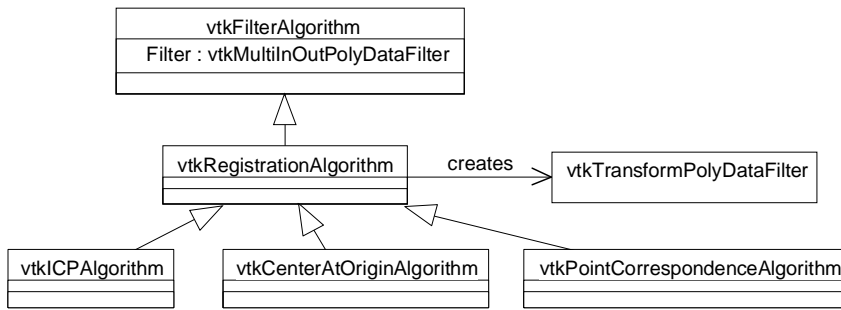 vtkFilterAlgorithm
Filter : vtkMultiInOutPolyDataFilter
vtkRegistrationAlgorithm
creates
vtkTransformPolyDataFilter
vtkICPAlgorithm
vtkCenterAtOriginAlgorithm
vtkPointCorrespondenceAlgorithm